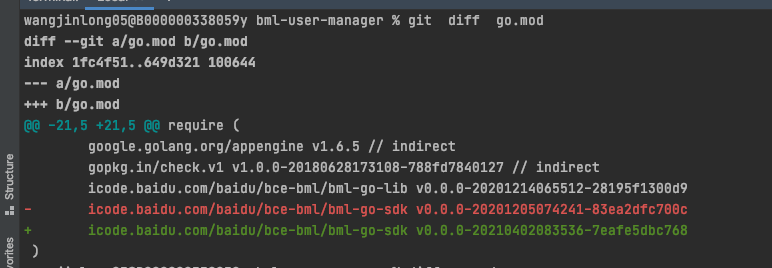 wangjinlong05@B000000338059y bml-user-manager % git  diff  go.mod
diff --git a/go.mod b/go.mod
index 1fc4f51..649d321 100644
--- a/go.mod
+++ b/go.mod
@@ -21,5 +21,5 @@ require (
        google.golang.org/appengine v1.6.5 // indirect
        gopkg.in/check.v1 v1.0.0-20180628173108-788fd7840127 // indirect
        icode.baidu.com/baidu/bce-bml/bml-go-lib v0.0.0-20201214065512-28195f1300d9
-       icode.baidu.com/baidu/bce-bml/bml-go-sdk v0.0.0-20201205074241-83ea2dfc700c
+       icode.baidu.com/baidu/bce-bml/bml-go-sdk v0.0.0-20210402083536-7eafe5dbc768
 )
Structure